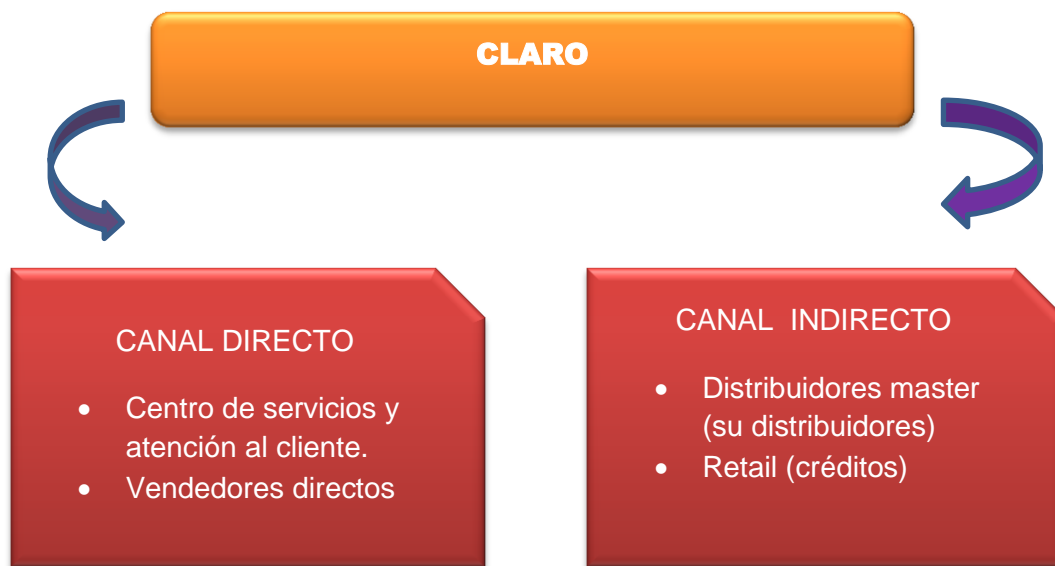 CLARO
CANAL DIRECTO
• Centro de servicios y
atención al cliente.
• Vendedores directos
CANAL INDIRECTO
• Distribuidores master
(su distribuidores)
• Retail (créditos)